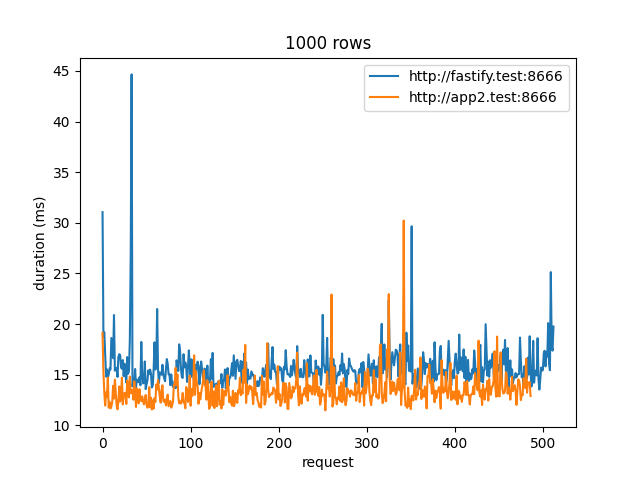 1000 rows
http://fastify.test:8666
http://app2.test:8666
45
40
35
30
25
20
15
10
duration (ms)
0 100 200 300 400 500
request